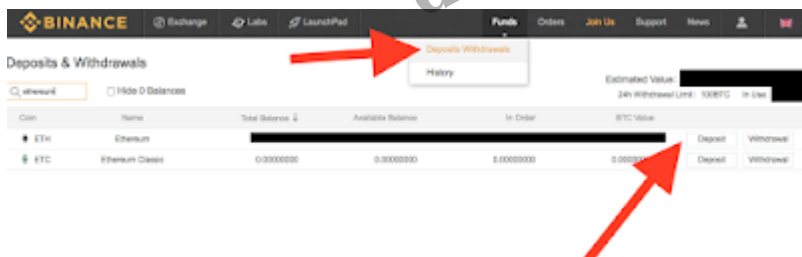 BINANCE Exchange Labs LaunchPad Funds Orders Join Us Support News
Deposits Withdrawals
History
Deposits & Withdrawals
Estimated Value:
ethereum Hide 0 Balances
24h Withdrawal Limit: 100BTC In Use
Coin Name Total Balance Available Balance In Order BTC Value
ETH Ethereum Deposit Withdrawal
ETC Ethereum Classic 0.00000000 0.00000000 0.00000000 Deposit Withdrawal